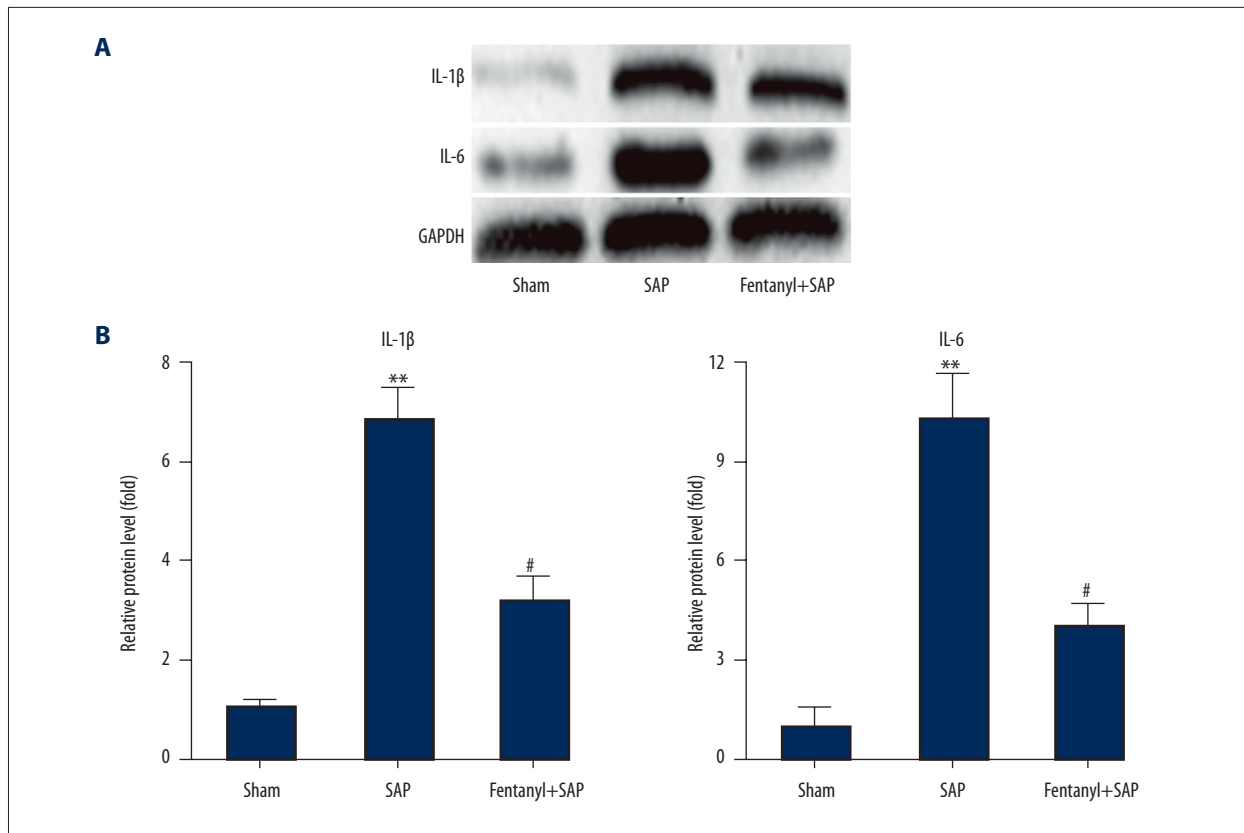 A
IL-1β
IL-6
GAPDH
Sham SAP Fentanyl+SAP
B
IL-1β
8
6
4
2
0
Relative protein level (fold)
**
#
Sham SAP Fentanyl+SAP
IL-6
12
9
6
3
0
Relative protein level (fold)
**
#
Sham SAP Fentanyl+SAP